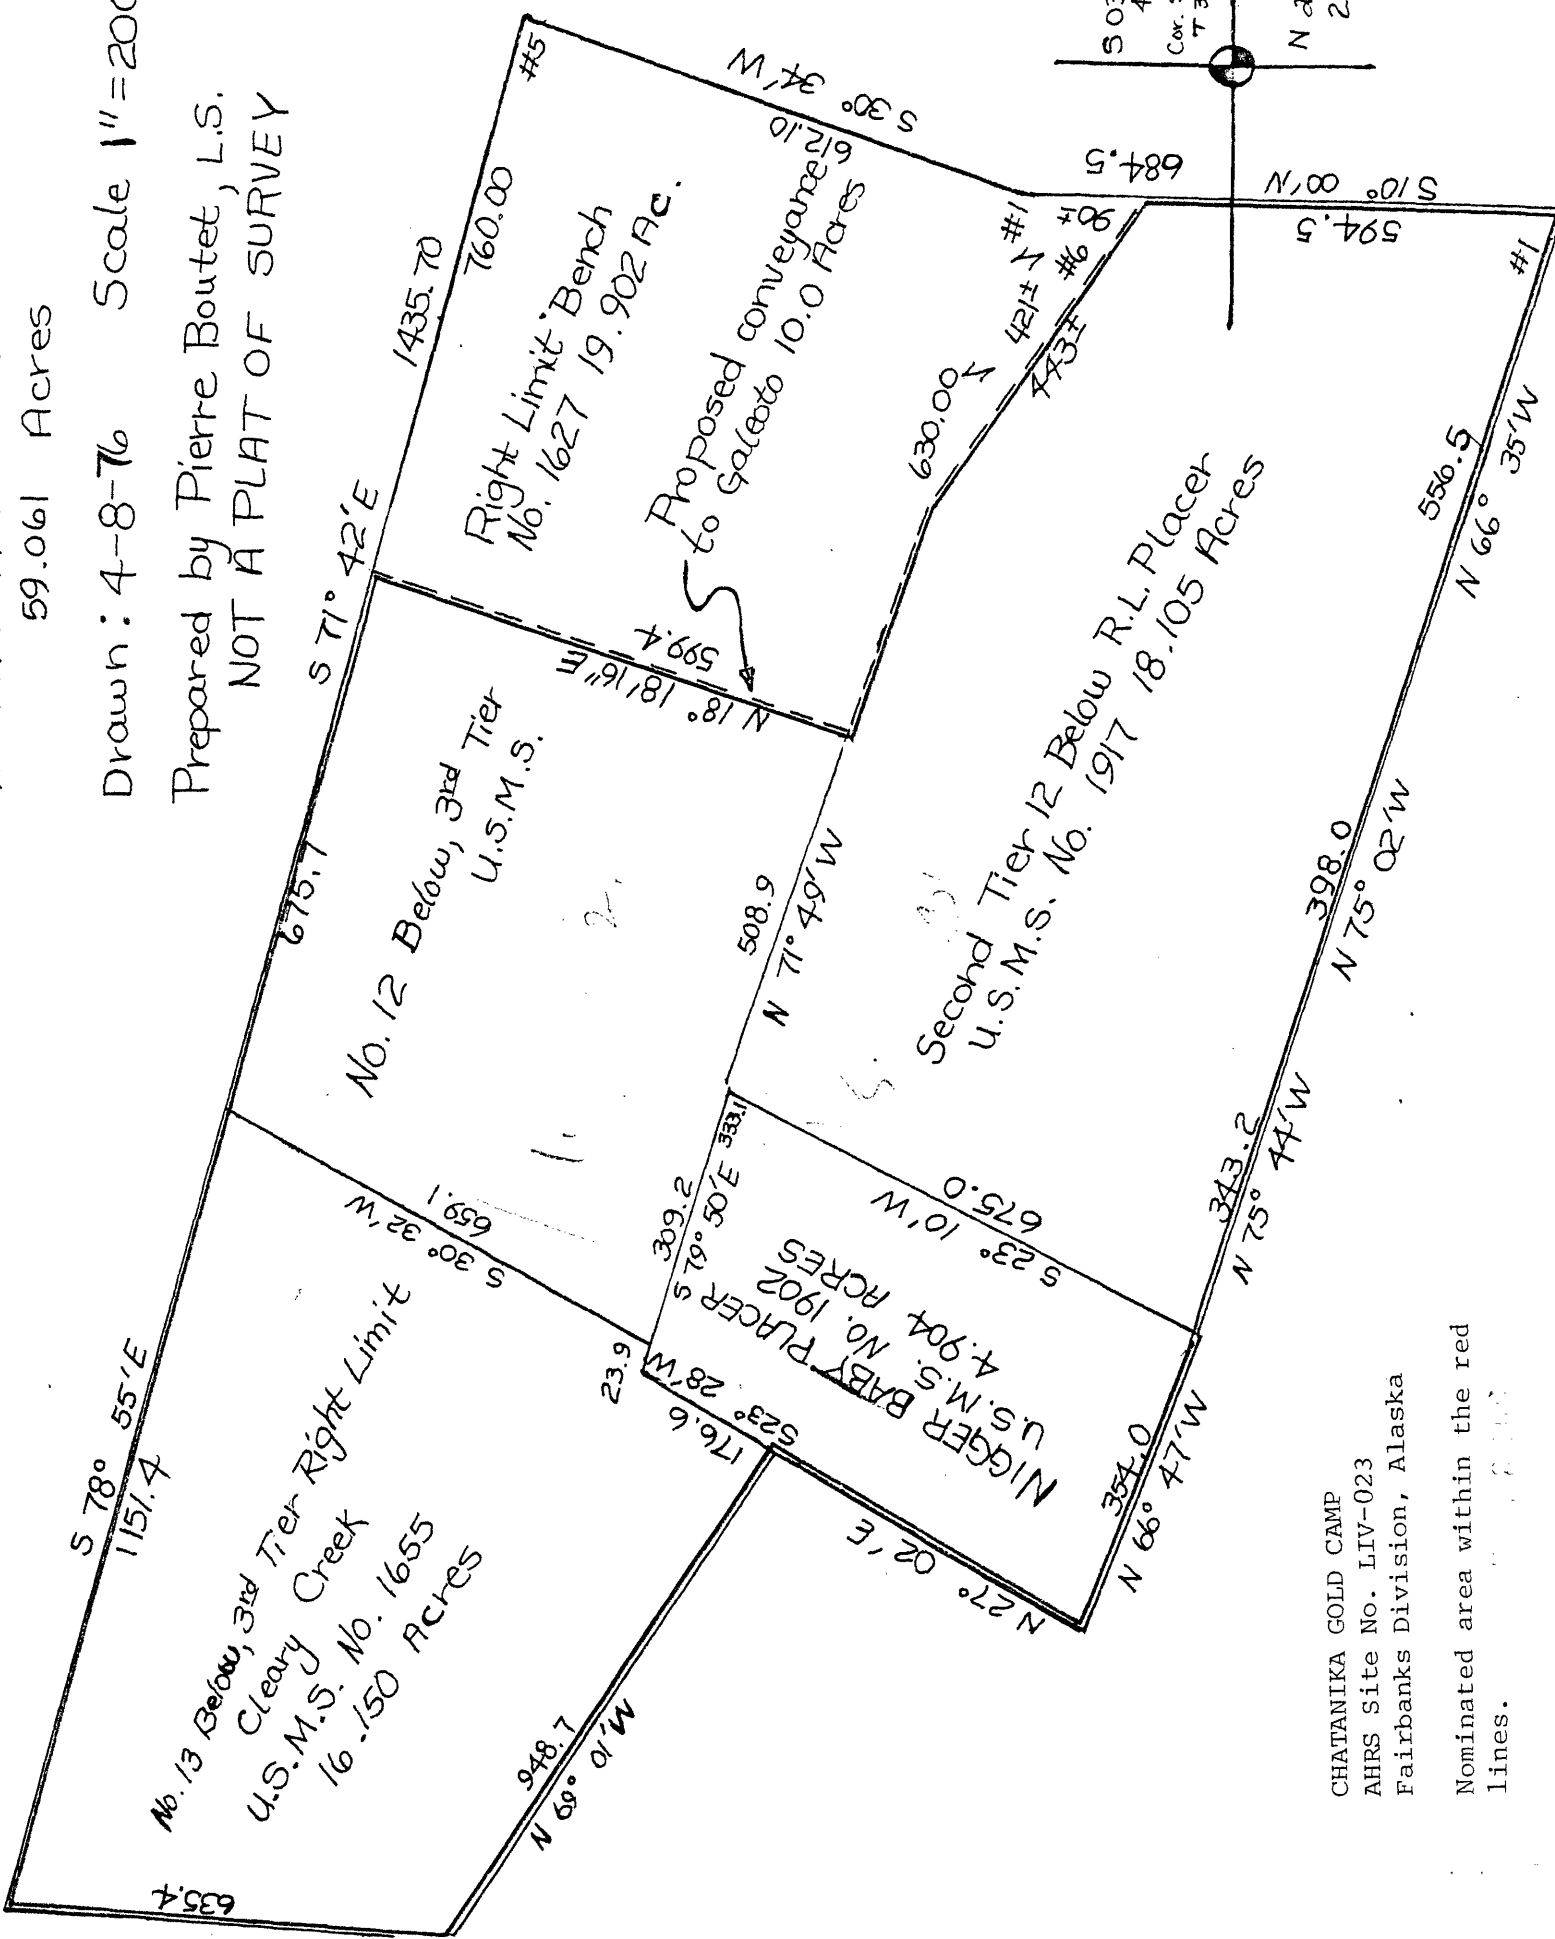 59.061 Acres
Drawn: 4-8-76 Scale 1"=200
Prepared by Pierre Boutet, L.S.
NOT A PLAT OF SURVEY
#5
S 30° 34' W
612.10
1435.70
760.00
S 71° 42' E
Right Limit Bench
No. 1627 19.902 Ac.
Proposed conveyance
to Galeoto 10.0 Acres
N 18° 18' 16" E
599.4
630.00
421±
443±
#6
90±
#1
684.5
S 10° 00' W
594.5
#1
Cor.
675.7
No. 12 Below, 3rd Tier
U.S.M.S.
508.9
N 71° 49' W
Second Tier 12 Below R.L. Placer
U.S.M.S. No. 1917 18.105 Acres
556.5
N 66° 35' W
398.0
N 75° 02' W
343.2
N 75° 44' W
S 30° 32' W
659.1
309.2
S 79° 50' E 333.1
S 23° 10' W
675.0
NIGGER BABY PLACER
U.S.M.S. No. 1902
4.904 ACRES
23.9
176.6
S23° 28' W
354.0
N 66° 47' W
N 27° 02' E
S 78° 55' E
1151.4
No. 13 Below, 3rd Tier Right Limit
Cleary Creek
U.S.M.S. No. 1655
16.150 Acres
948.7
N 69° 01' W
635.4
CHATANIKA GOLD CAMP
AHRS Site No. LIV-023
Fairbanks Division, Alaska
Nominated area within the red
lines.